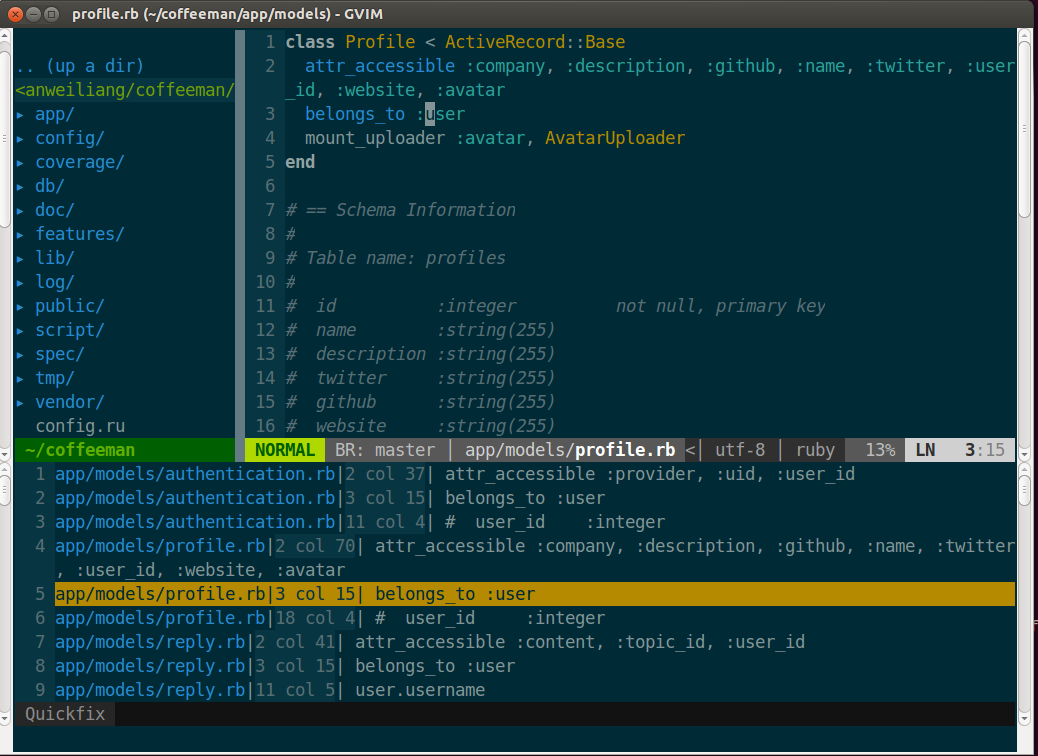 profile.rb (~/coffeeman/app/models) - GVIM
.. (up a dir)
<anweiliang/coffeeman/
▸ app/
▸ config/
▸ coverage/
▸ db/
▸ doc/
▸ features/
▸ lib/
▸ log/
▸ public/
▸ script/
▸ spec/
▸ tmp/
▸ vendor/
config.ru
~/coffeeman
1 class Profile < ActiveRecord::Base
2 attr_accessible :company, :description, :github, :name, :twitter, :user
_id, :website, :avatar
3 belongs_to :user
4 mount_uploader :avatar, AvatarUploader
5 end
6
7 # == Schema Information
8 #
9 # Table name: profiles
10 #
11 # id :integer not null, primary key
12 # name :string(255)
13 # description :string(255)
14 # twitter :string(255)
15 # github :string(255)
16 # website :string(255)
NORMAL BR: master | app/models/profile.rb <| utf-8 | ruby 13% LN 3:15
1 app/models/authentication.rb|2 col 37| attr_accessible :provider, :uid, :user_id
2 app/models/authentication.rb|3 col 15| belongs_to :user
3 app/models/authentication.rb|11 col 4| # user_id :integer
4 app/models/profile.rb|2 col 70| attr_accessible :company, :description, :github, :name, :twitter
, :user_id, :website, :avatar
5 app/models/profile.rb|3 col 15| belongs_to :user
6 app/models/profile.rb|18 col 4| # user_id :integer
7 app/models/reply.rb|2 col 41| attr_accessible :content, :topic_id, :user_id
8 app/models/reply.rb|3 col 15| belongs_to :user
9 app/models/reply.rb|11 col 5| user.username
Quickfix